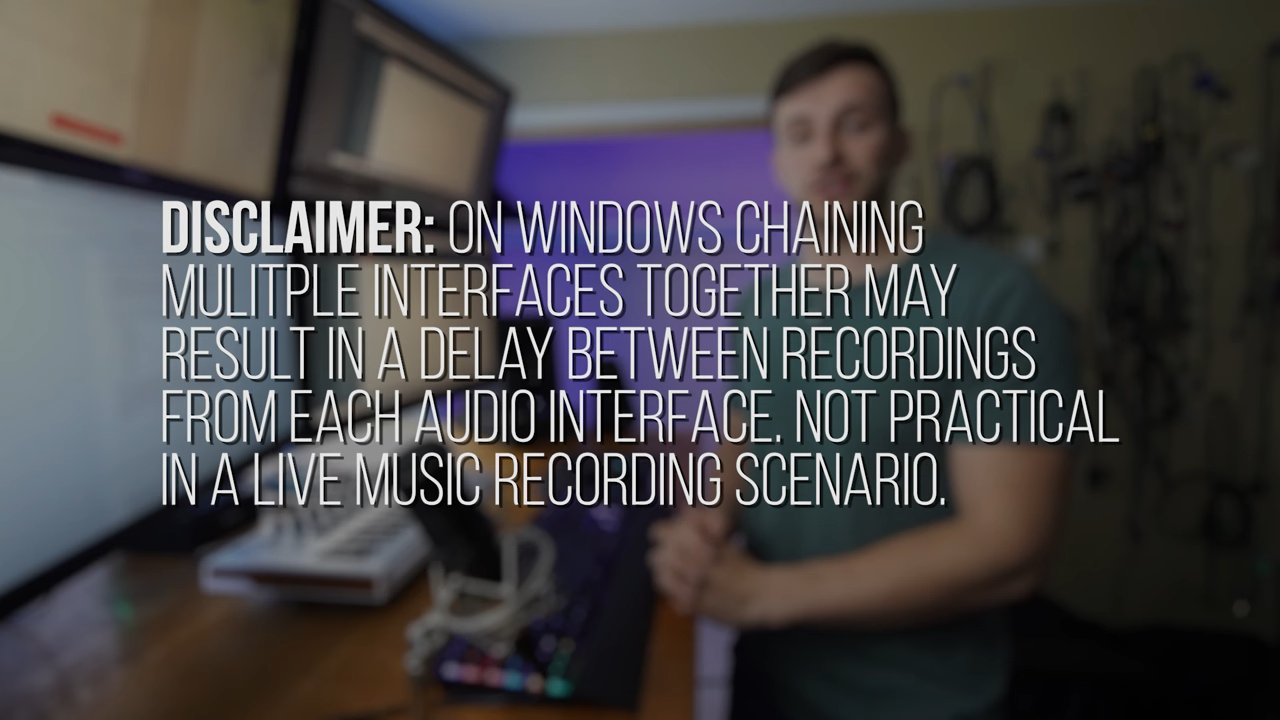 DISCLAIMER: ON WINDOWS CHAINING
MULITPLE INTERFACES TOGETHER MAY
RESULT IN A DELAY BETWEEN RECORDINGS
FROM EACH AUDIO INTERFACE. NOT PRACTICAL
IN A LIVE MUSIC RECORDING SCENARIO.